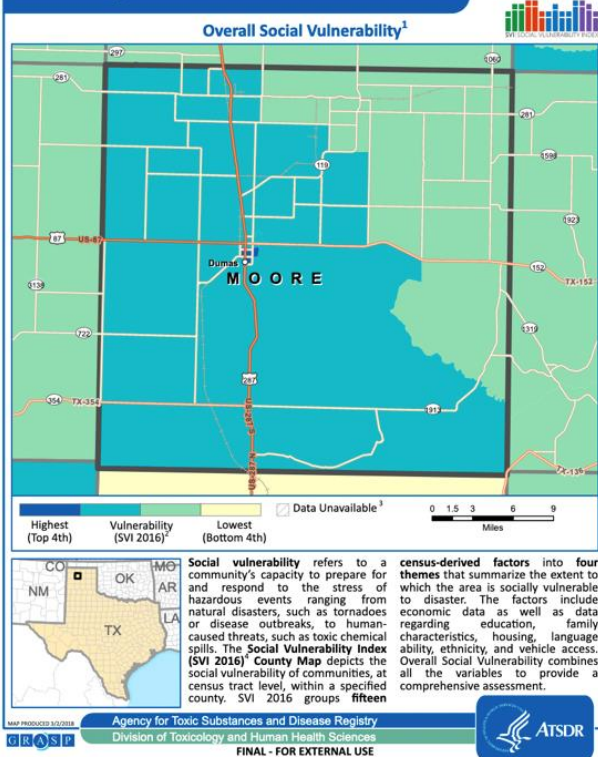 Overall Social Vulnerability¹
SVI SOCIAL VULNERABILITY INDEX
297
1060
281
281
119
1598
1923
87
US-87
Dumas
MOORE
152
TX-152
3138
1319
722
287
354
TX-354
1913
TX-136
Highest
(Top 4th)
Vulnerability
(SVI 2016)²
Lowest
(Bottom 4th)
Data Unavailable³
0 1.5 3 6 9
Miles
CO
MO
NM
OK
AR
TX
LA
Social vulnerability refers to a
community's capacity to prepare for
and respond to the stress of
hazardous events ranging from
natural disasters, such as tornadoes
or disease outbreaks, to human-
caused threats, such as toxic chemical
spills. The Social Vulnerability Index
(SVI 2016)⁴ County Map depicts the
social vulnerability of communities, at
census tract level, within a specified
county. SVI 2016 groups fifteen
census-derived factors into four
themes that summarize the extent to
which the area is socially vulnerable
to disaster. The factors include
economic data as well as data
regarding education, family
characteristics, housing, language
ability, ethnicity, and vehicle access.
Overall Social Vulnerability combines
all the variables to provide a
comprehensive assessment.
MAP PRODUCED 3/2/2018
GRASP
Agency for Toxic Substances and Disease Registry
Division of Toxicology and Human Health Sciences
FINAL - FOR EXTERNAL USE
ATSDR